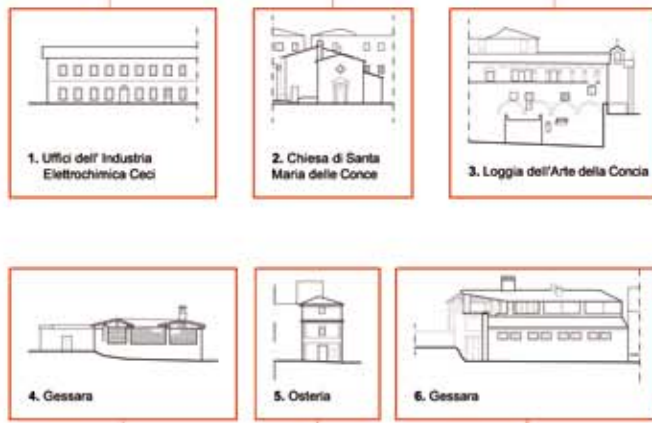 1. Uffici dell' Industria
Elettrochimica Ceci
2. Chiesa di Santa
Maria delle Conce
3. Loggia dell'Arte della Concia
4. Gessara
5. Osteria
6. Gessara